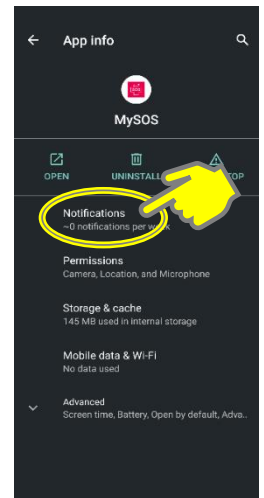 App info
MySOS
OPEN
UNINSTALL
Notifications
~0 notifications per week
Permissions
Camera, Location, and Microphone
Storage & cache
145 MB used in internal storage
Mobile data & Wi-Fi
No data used
Advanced
Screen time, Battery, Open by default, Adva..